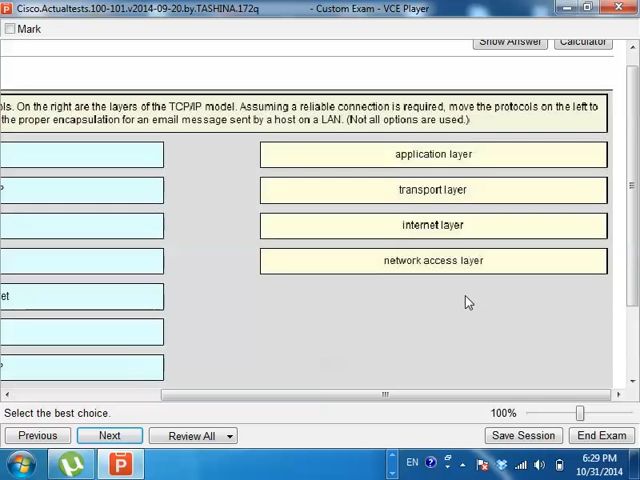 Cisco.Actualtests.100-101.v2014-09-20.by.TASHINA.172q - Custom Exam - VCE Player
Mark
Show Answer Calculator
ols. On the right are the layers of the TCP/IP model. Assuming a reliable connection is required, move the protocols on the left to
the proper encapsulation for an email message sent by a host on a LAN. (Not all options are used.)
application layer
P transport layer
internet layer
network access layer
et
P
Select the best choice. 100%
Previous Next Review All Save Session End Exam
EN 6:29 PM
10/31/2014